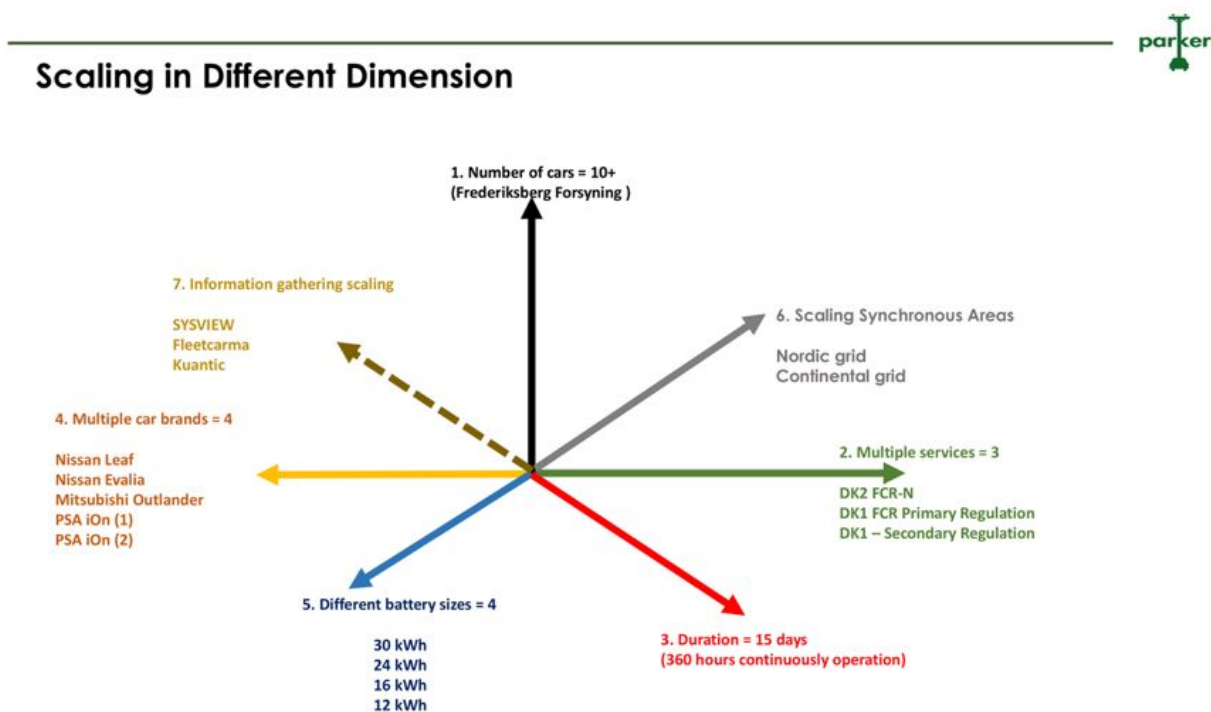 parker
Scaling in Different Dimension
1. Number of cars = 10+
(Frederiksberg Forsyning )
7. Information gathering scaling
SYSVIEW
Fleetcarma
Kuantic
6. Scaling Synchronous Areas
Nordic grid
Continental grid
4. Multiple car brands = 4
Nissan Leaf
Nissan Evalia
Mitsubishi Outlander
PSA iOn (1)
PSA iOn (2)
2. Multiple services = 3
DK2 FCR-N
DK1 FCR Primary Regulation
DK1 – Secondary Regulation
5. Different battery sizes = 4
30 kWh
24 kWh
16 kWh
12 kWh
3. Duration = 15 days
(360 hours continuously operation)